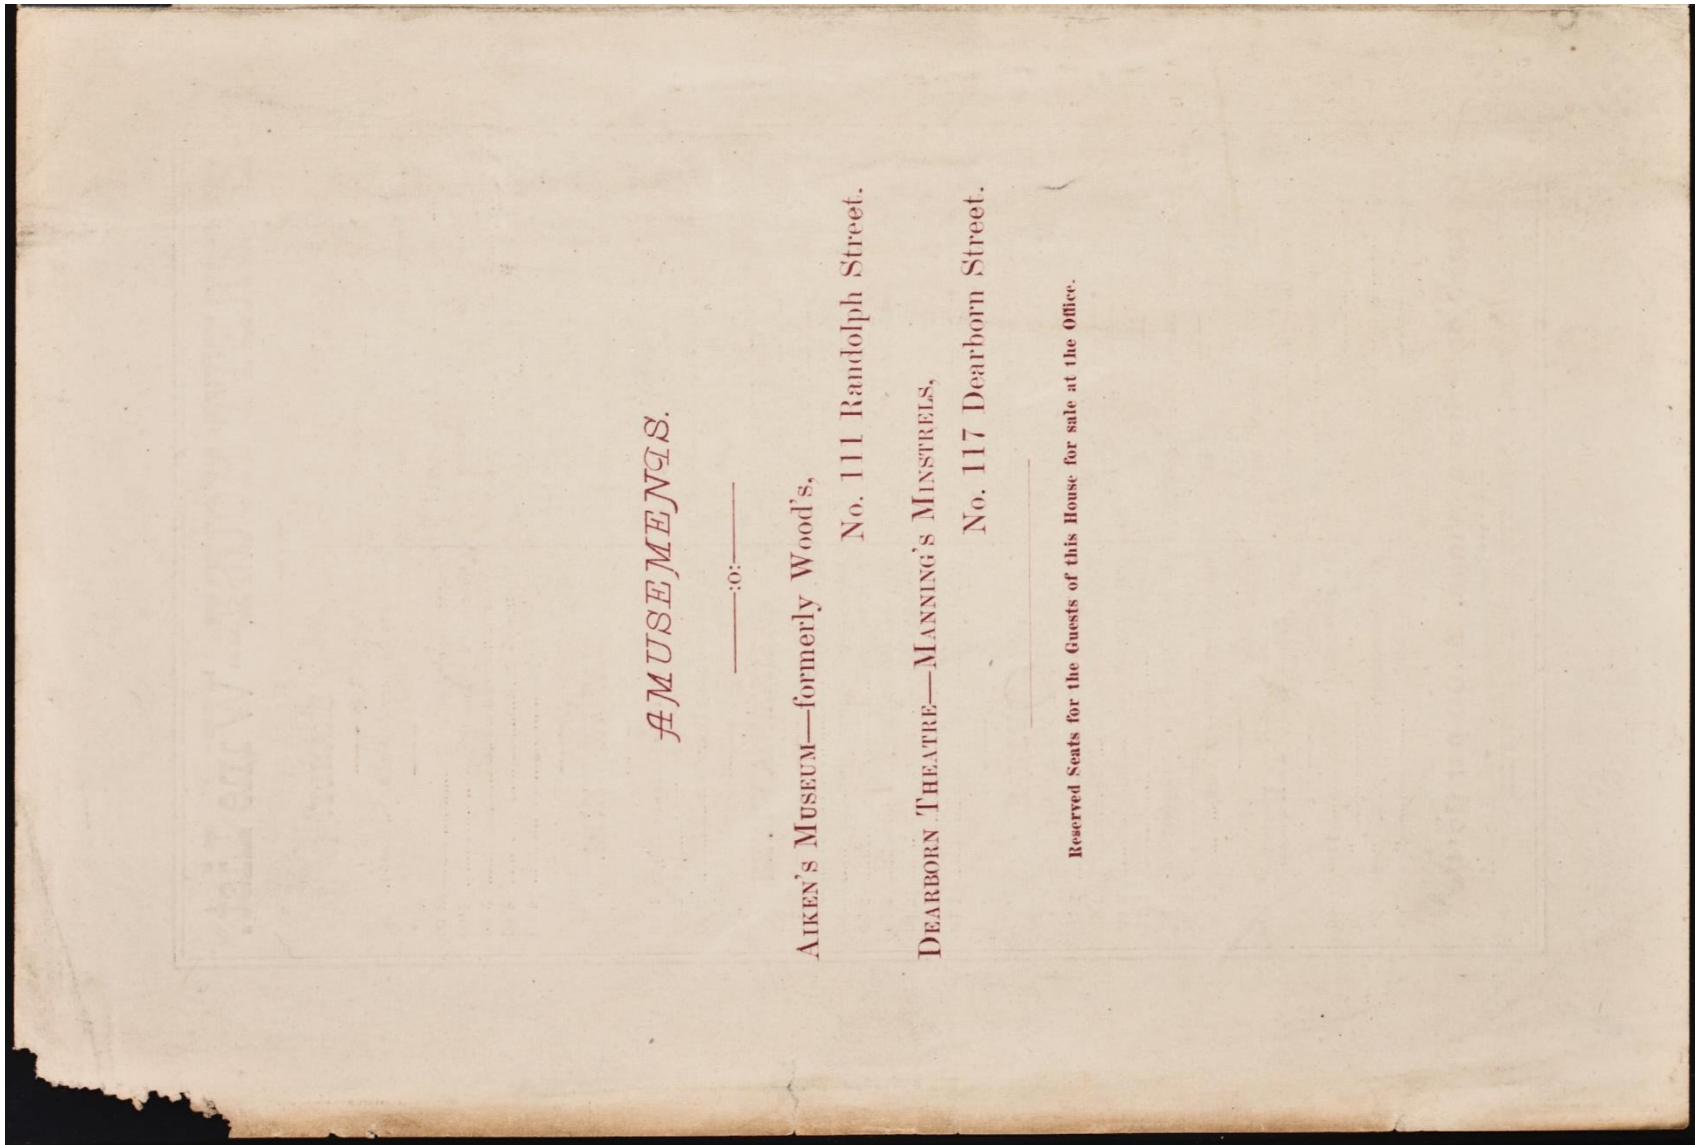 AMUSEMENTS.
:o:
AIKEN'S MUSEUM—formerly Wood's,
No. 111 Randolph Street.
DEARBORN THEATRE—MANNING'S MINSTRELS,
No. 117 Dearborn Street.
Reserved Seats for the Guests of this House for sale at the Office.